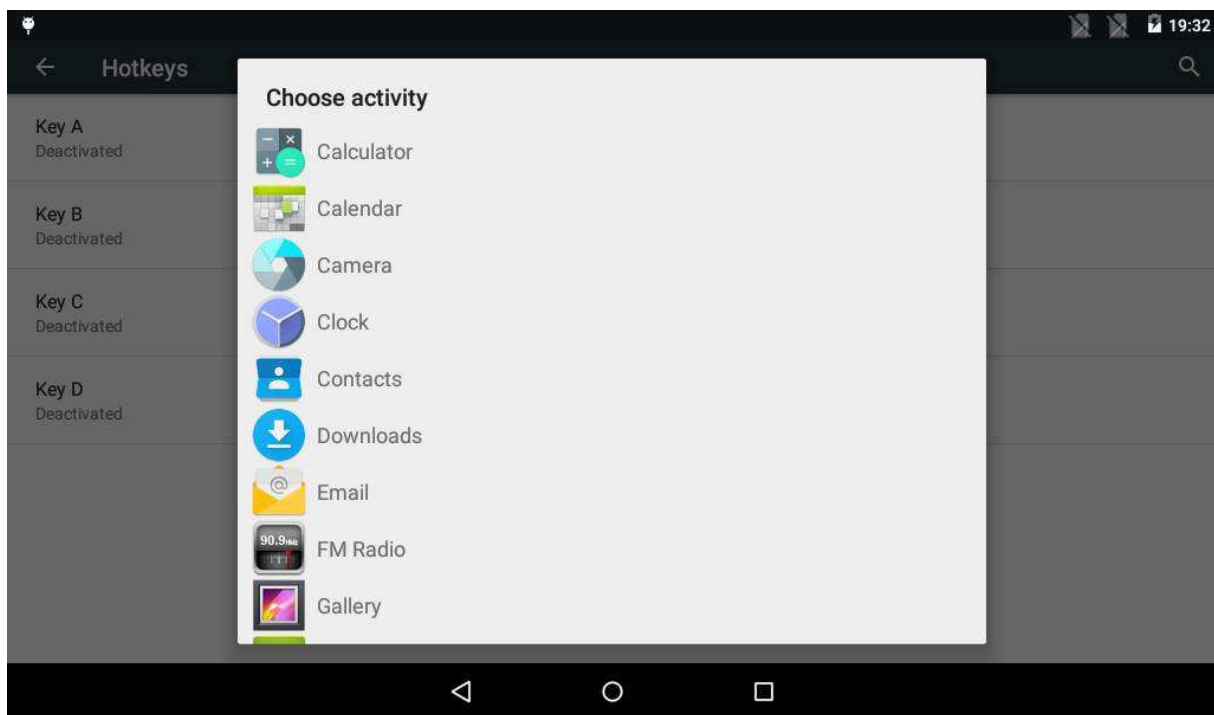 19:32
Hotkeys
Key A
Deactivated
Key B
Deactivated
Key C
Deactivated
Key D
Deactivated
Choose activity
Calculator
Calendar
Camera
Clock
Contacts
Downloads
@
Email
90.9
FM Radio
Gallery